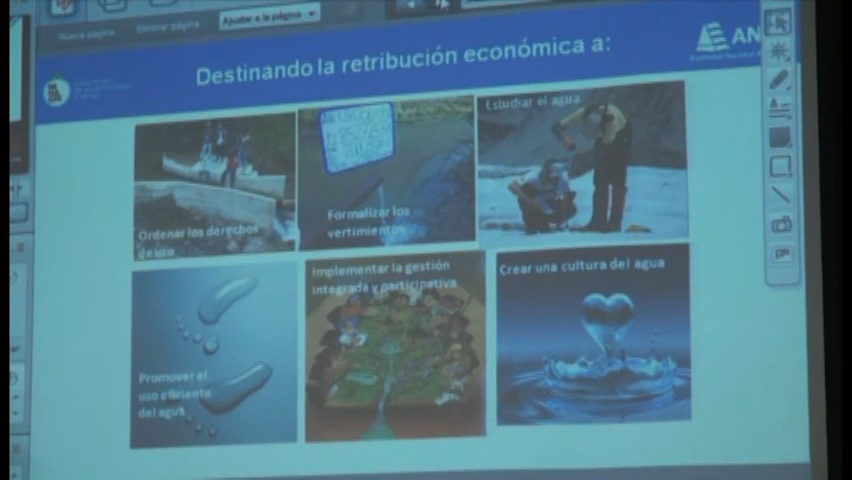 Nueva página Eliminar página Ajustar a la página
Destinando la retribución económica a:
AN
Ordenar los derechos
de uso
Formalizar los
vertimientos
Estudiar el agua
Promover el
uso eficiente
del agua
Implementar la gestión
integrada y participativa
Crear una cultura del agua